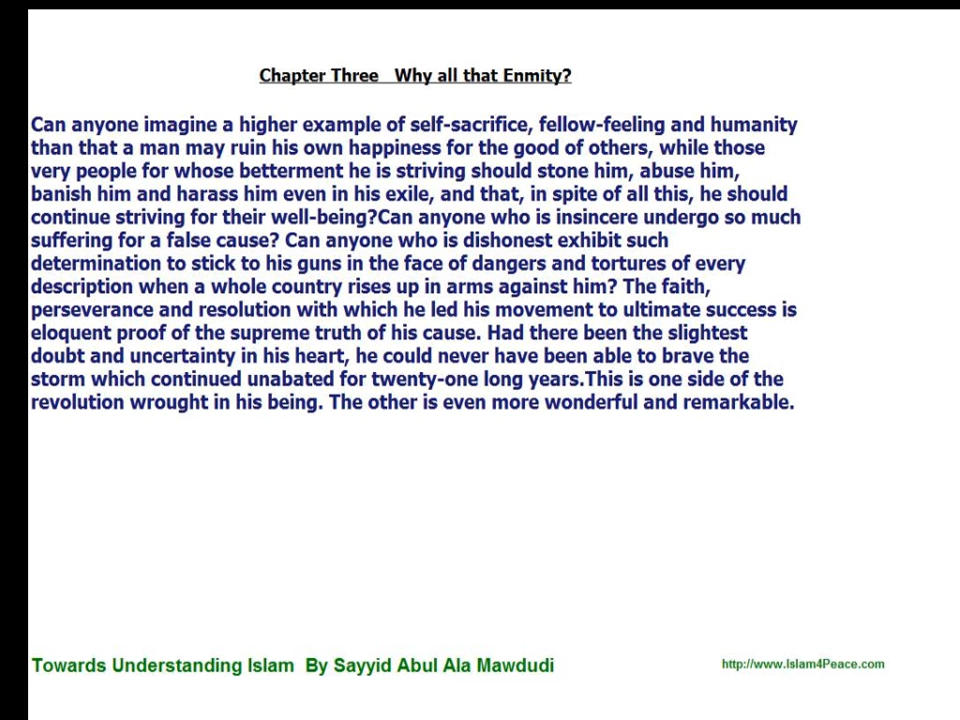 Chapter Three   Why all that Enmity?
Can anyone imagine a higher example of self-sacrifice, fellow-feeling and humanity
than that a man may ruin his own happiness for the good of others, while those
very people for whose betterment he is striving should stone him, abuse him,
banish him and harass him even in his exile, and that, in spite of all this, he should
continue striving for their well-being?Can anyone who is insincere undergo so much
suffering for a false cause? Can anyone who is dishonest exhibit such
determination to stick to his guns in the face of dangers and tortures of every
description when a whole country rises up in arms against him? The faith,
perseverance and resolution with which he led his movement to ultimate success is
eloquent proof of the supreme truth of his cause. Had there been the slightest
doubt and uncertainty in his heart, he could never have been able to brave the
storm which continued unabated for twenty-one long years.This is one side of the
revolution wrought in his being. The other is even more wonderful and remarkable.
Towards Understanding Islam  By Sayyid Abul Ala Mawdudi
http://www.Islam4Peace.com